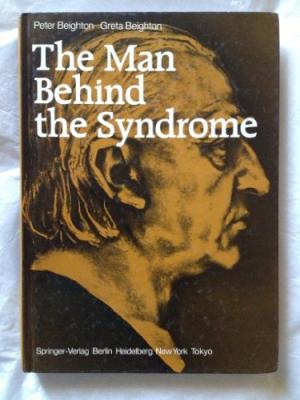 Peter Beighton Greta Beighton
The Man
Behind
the Syndrome
Springer-Verlag Berlin Heidelberg New York Tokyo